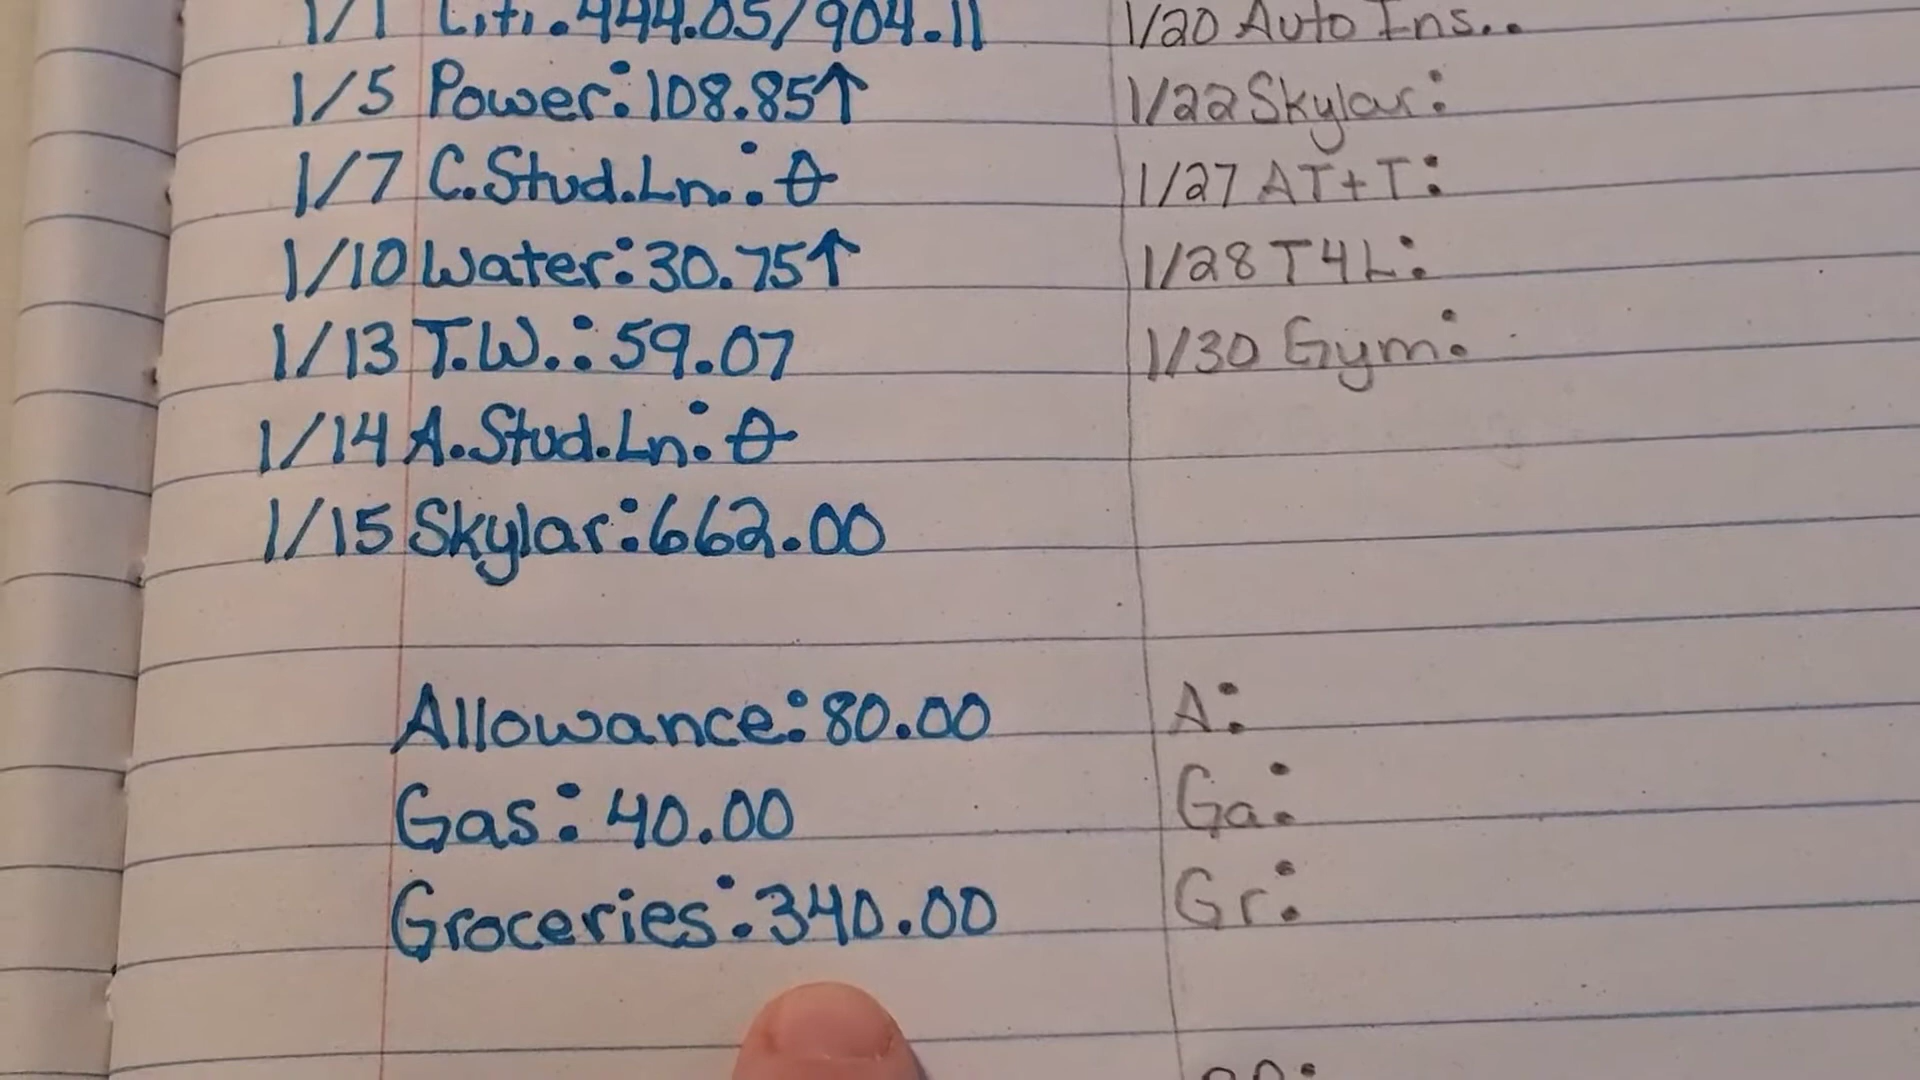 1/1 Citi.444.05/904.11
1/5 Power:108.85↑
1/7 C.Stud.Ln.:0
1/10 Water:30.75↑
1/13 T.W.:59.07
1/14 A.Stud.Ln:0
1/15 Skylar:662.00
Allowance:80.00
Gas:40.00
Groceries:340.00
1/20 Auto Ins..
1/22 Skylar:
1/27 AT+T:
1/28 T4L:
1/30 Gym:
A:
Ga:
Gr: